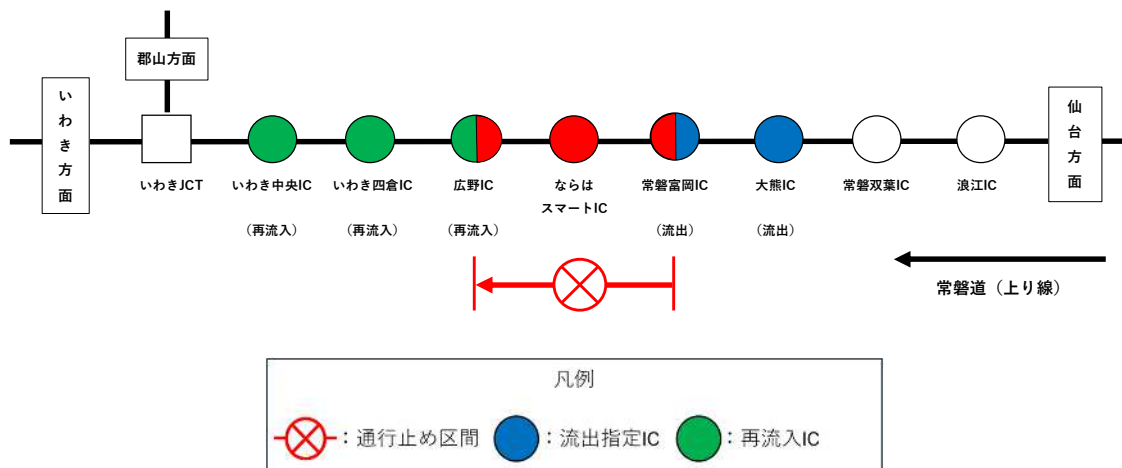 郡山方面
いわき方面
仙台方面
いわきJCT
いわき中央IC
(再流入)
いわき四倉IC
(再流入)
広野IC
(再流入)
ならは
スマートIC
常磐富岡IC
(流出)
大熊IC
(流出)
常磐双葉IC
浪江IC
常磐道（上り線）
凡例
：通行止め区間
：流出指定IC
：再流入IC